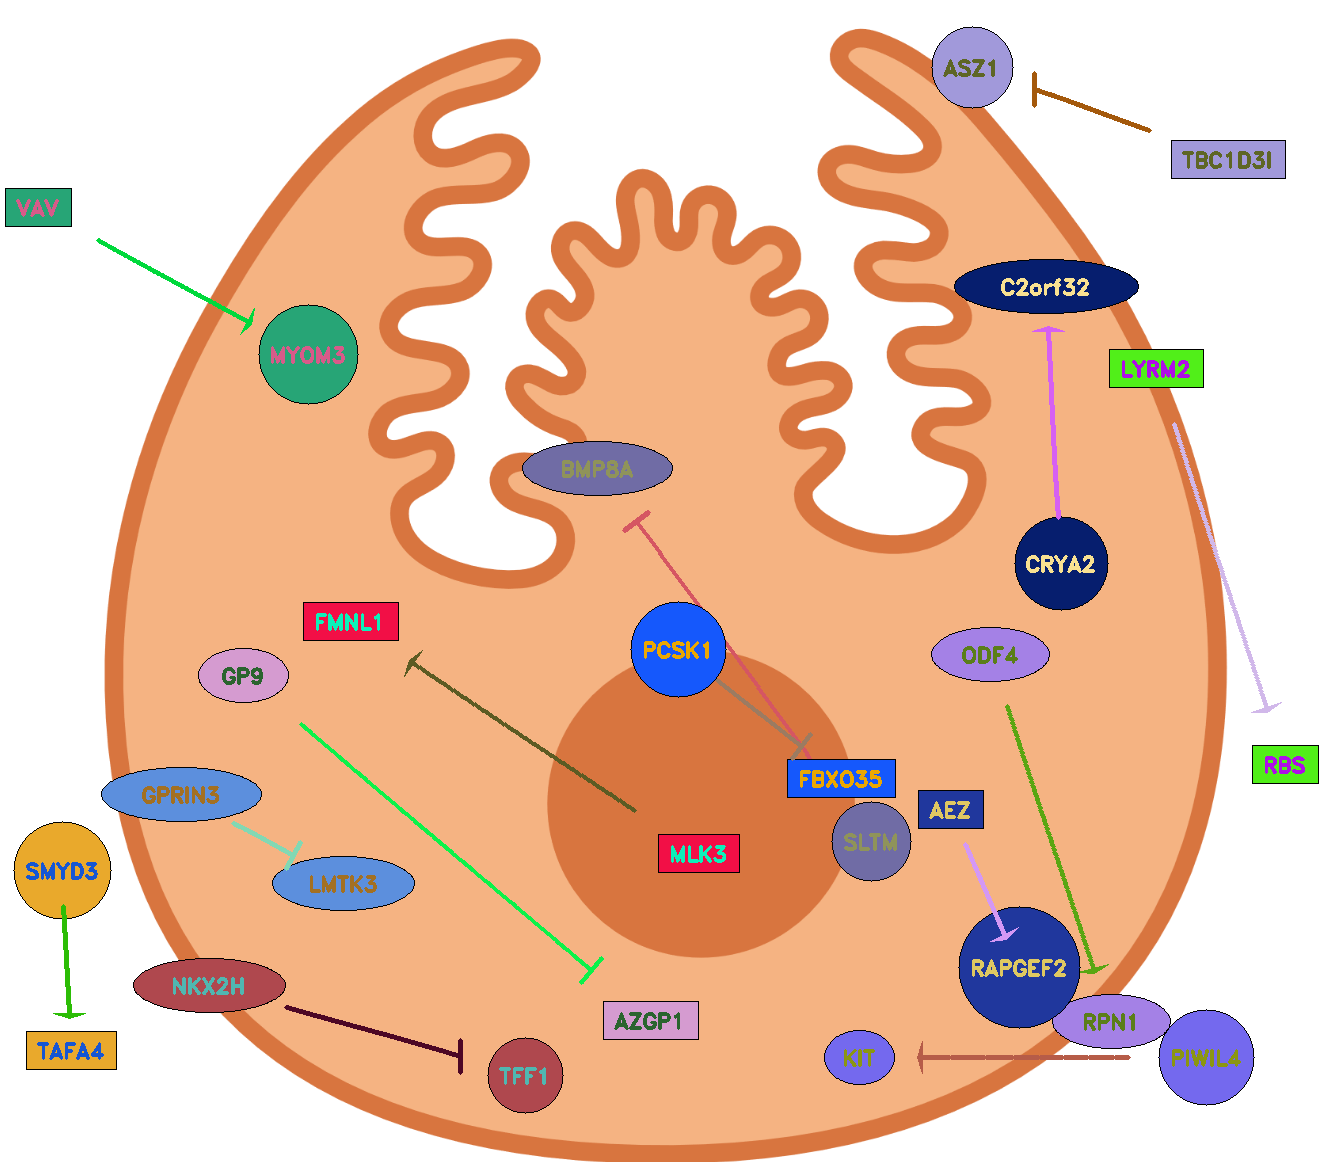 ASZ1
TBC1D3I
VAV
C2orf32
MYOM3
LYRM2
BMP8A
CRYA2
FMNL1
PCSK1
ODF4
GP9
RBS
FBXO35
GPRIN3
AEZ
SLTM
MLK3
SMYD3
LMTK3
RAPGEF2
NKX2H
AZGP1
RPN1
TAFA4
KIT
PIWIL4
TFF1